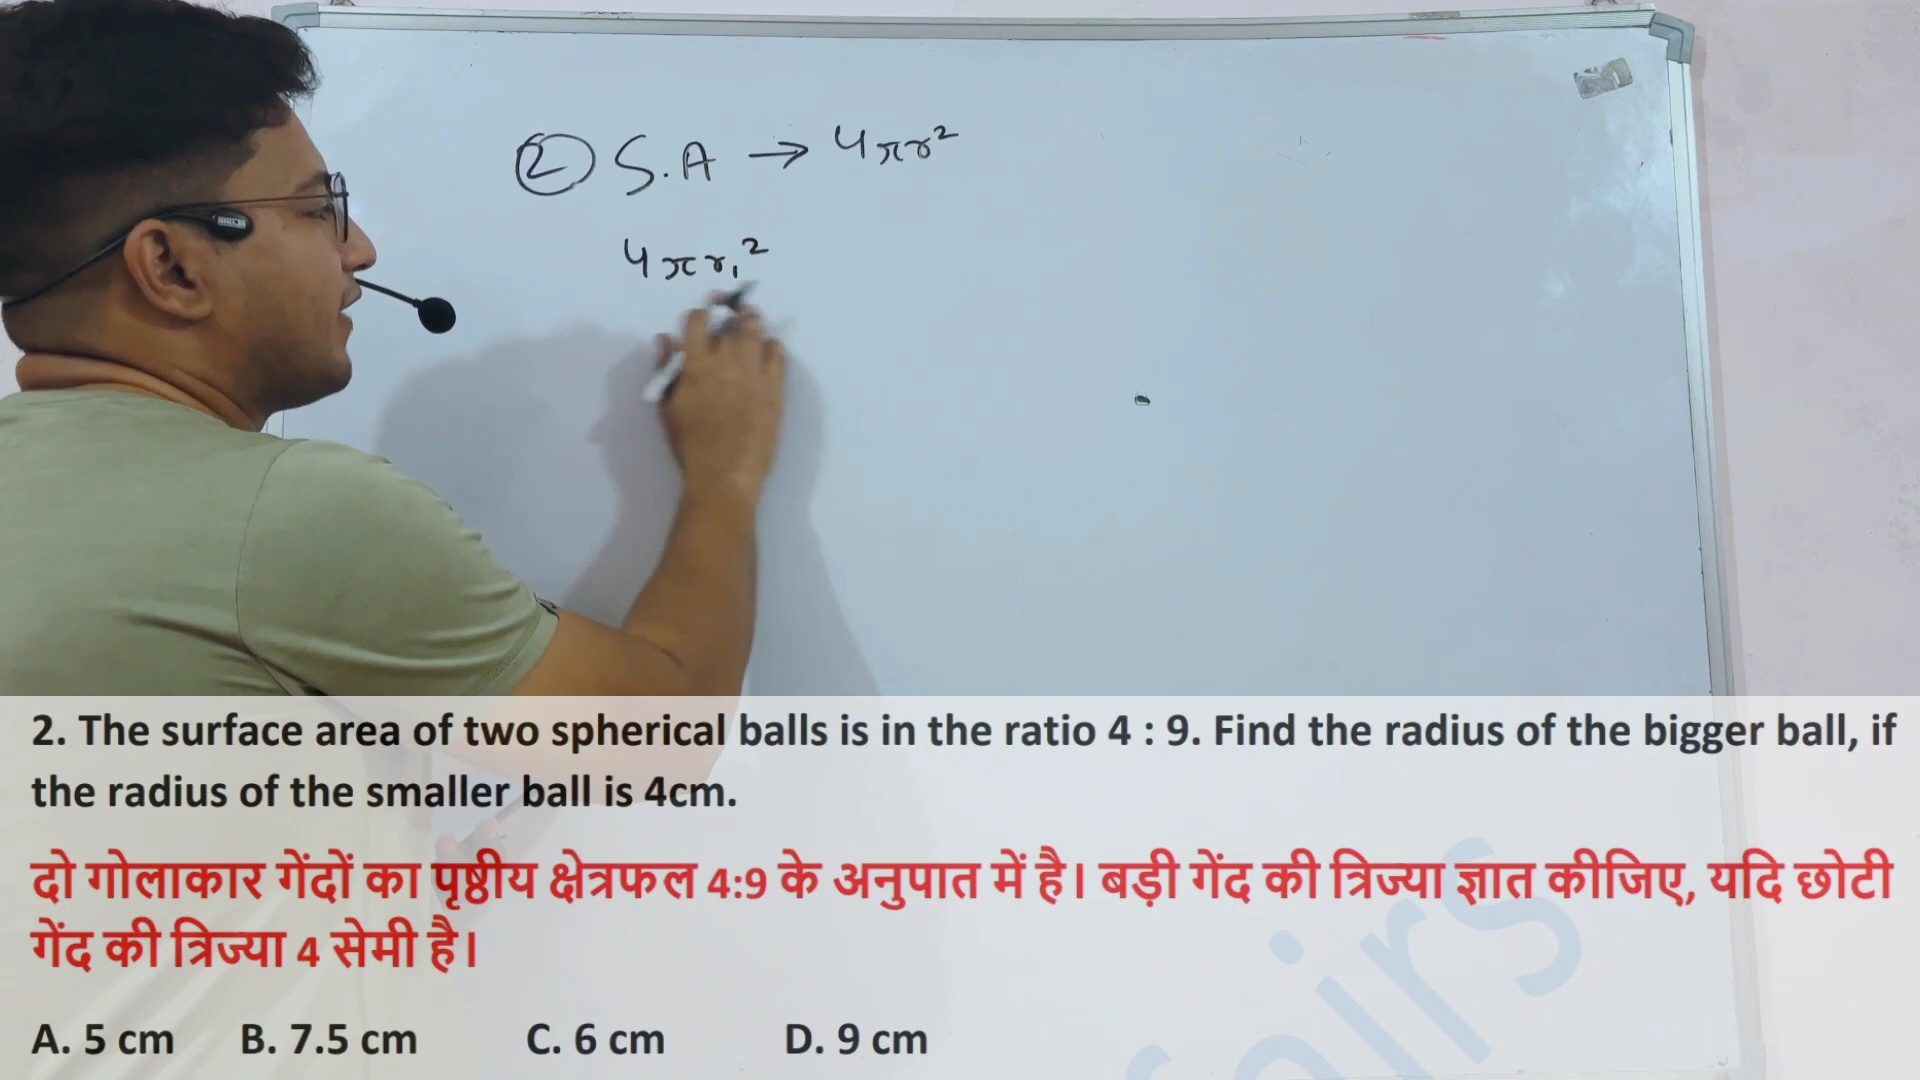 ② S.A → 4πr²
4πr₁²
2. The surface area of two spherical balls is in the ratio 4 : 9. Find the radius of the bigger ball, if
the radius of the smaller ball is 4cm.
दो गोलाकार गेंदों का पृष्ठीय क्षेत्रफल 4:9 के अनुपात में है। बड़ी गेंद की त्रिज्या ज्ञात कीजिए, यदि छोटी
गेंद की त्रिज्या 4 सेमी है।
A. 5 cm B. 7.5 cm C. 6 cm D. 9 cm